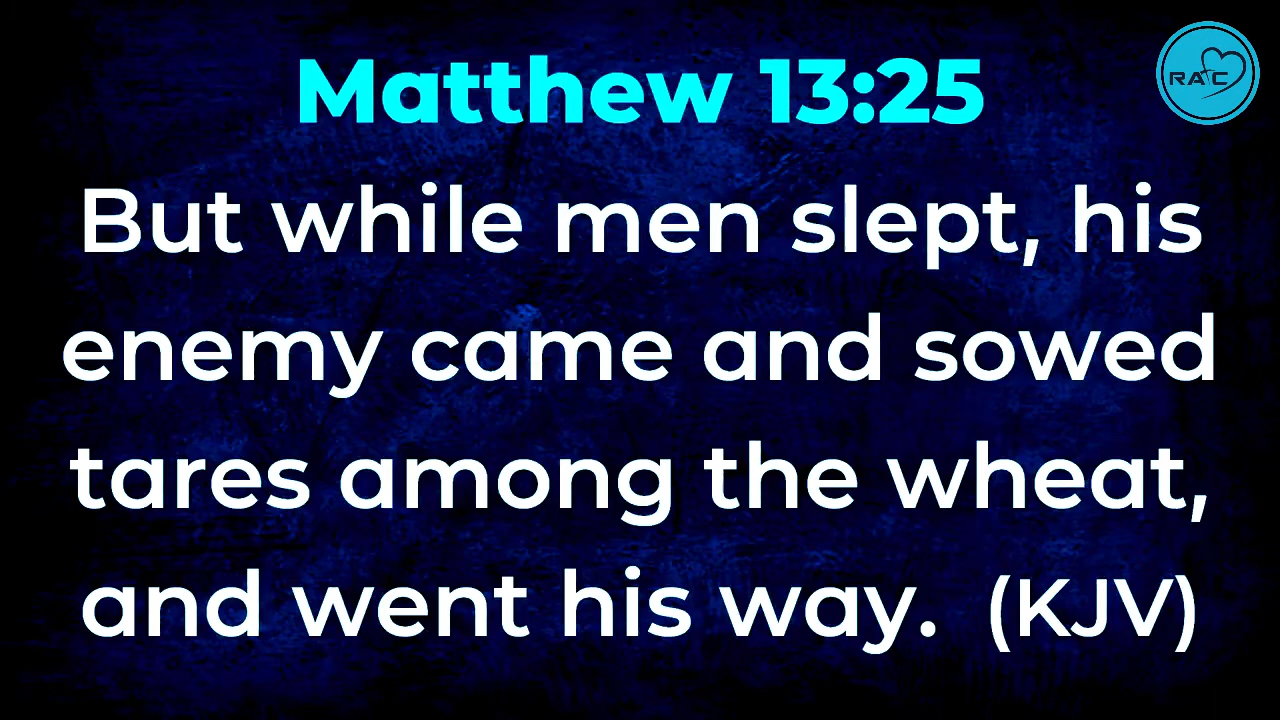 Matthew 13:25
RAC
But while men slept, his
enemy came and sowed
tares among the wheat,
and went his way. (KJV)